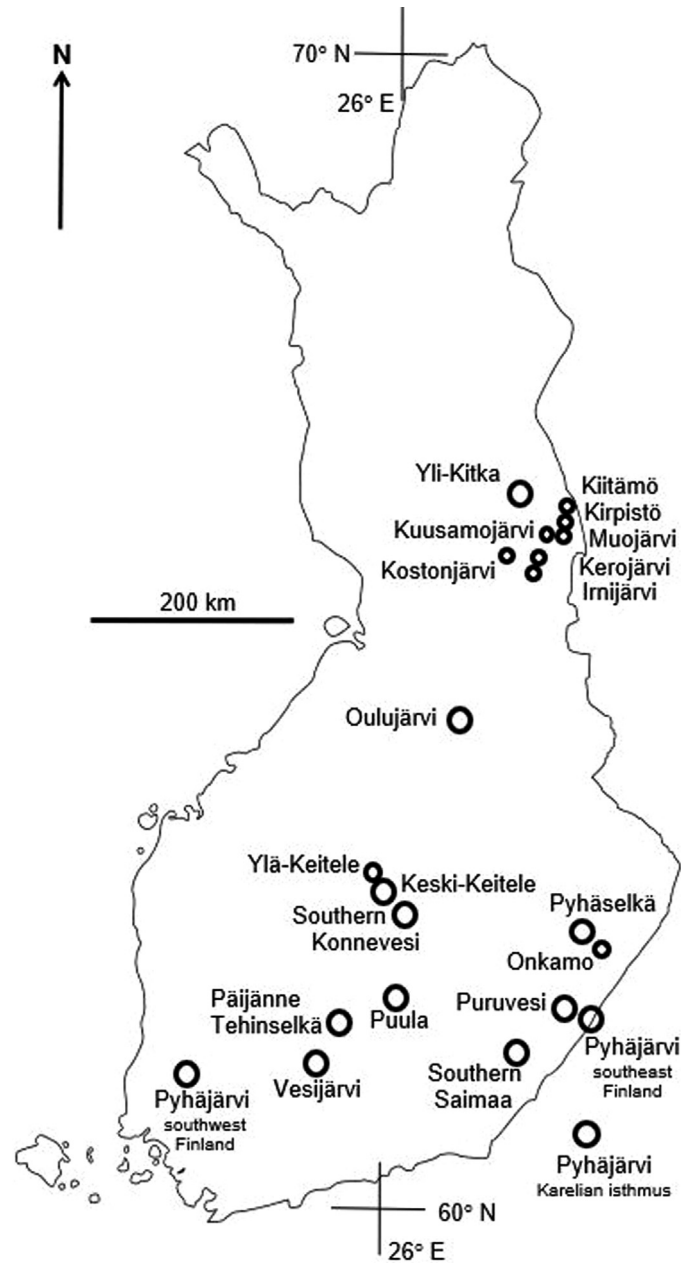 70° N
N
26° E
Yli-Kitka
Kiitämö
Kirpistö
Kuusamojärvi
Muojärvi
Kostonjärvi
Kerojärvi
Irnijärvi
200 km
Oulujärvi
Ylä-Keitele
Keski-Keitele
Southern
Konnevesi
Pyhäselkä
Onkamo
Päijänne
Tehinselkä
Puula
Puruvesi
Pyhäjärvi
southeast
Finland
Vesijärvi
Southern
Saimaa
Pyhäjärvi
southwest
Finland
Pyhäjärvi
Karelian isthmus
60° N
26° E